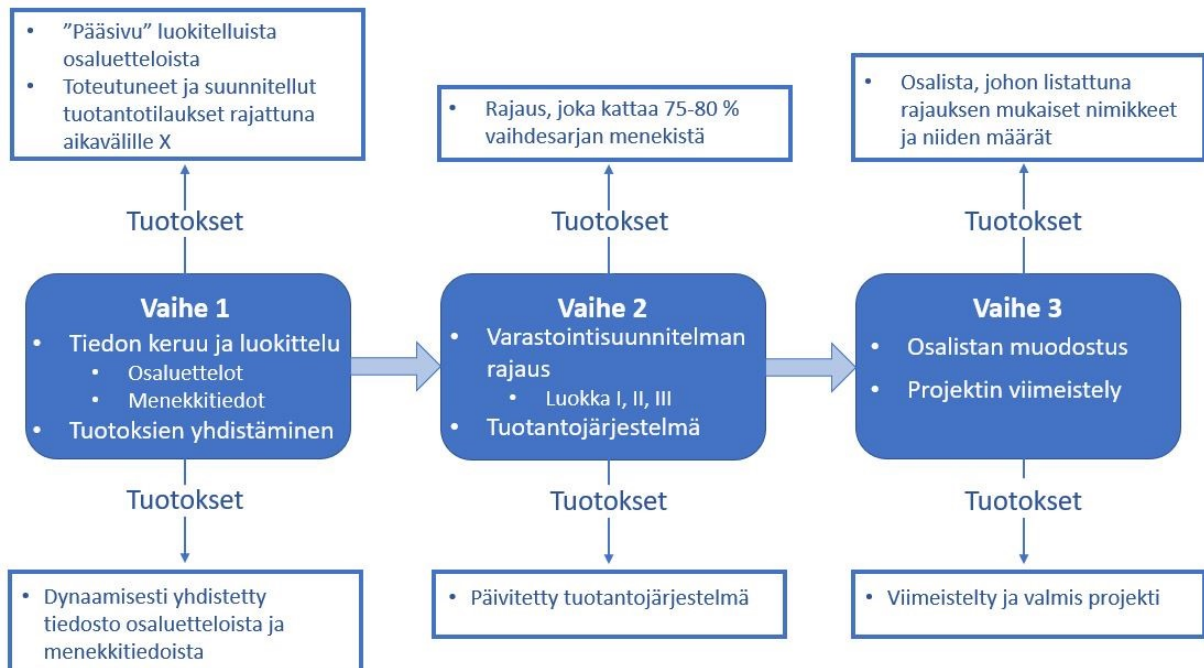 • "Pääsivu" luokitelluista
osaluetteloista
• Toteutuneet ja suunnitellut
tuotantotilaukset rajattuna
aikavälille X
• Rajaus, joka kattaa 75-80 %
vaihdesarjan menekistä
• Osalista, johon listattuna
rajauksen mukaiset nimikkeet
ja niiden määrät
Tuotokset
Tuotokset
Tuotokset
Vaihe 1
• Tiedon keruu ja luokittelu
• Osaluettelot
• Menekkitiedot
• Tuotoksien yhdistäminen
Vaihe 2
• Varastointisuunnitelman
rajaus
• Luokka I, II, III
• Tuotantojärjestelmä
Vaihe 3
• Osalistan muodostus
• Projektin viimeistely
Tuotokset
Tuotokset
Tuotokset
• Dynaamisesti yhdistetty
tiedosto osaluetteloista ja
menekkitiedoista
• Päivitetty tuotantojärjestelmä
• Viimeistelty ja valmis projekti